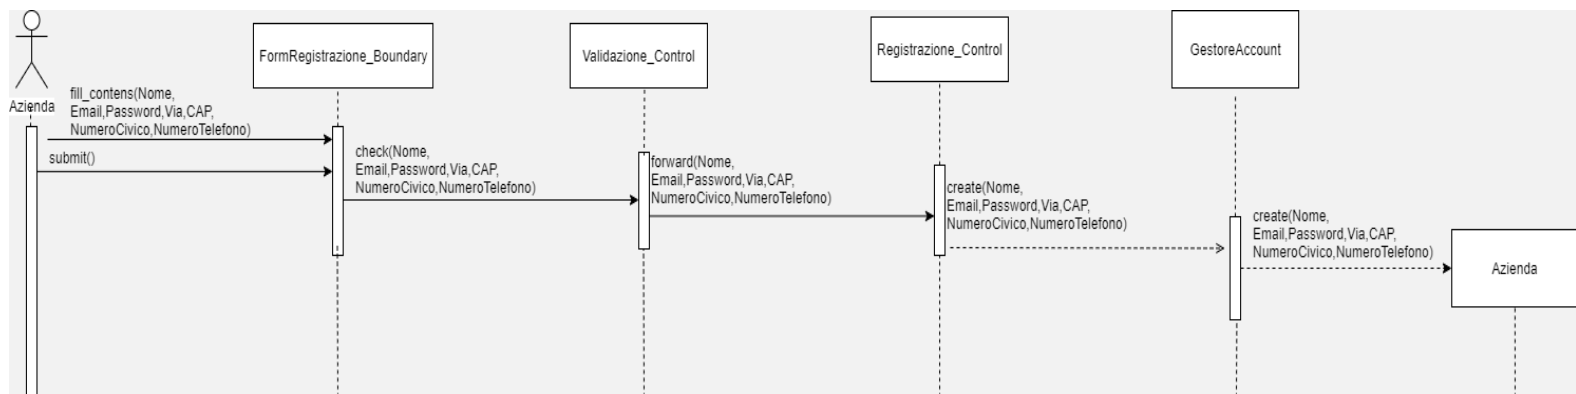 FormRegistrazione_Boundary
Validazione_Control
Registrazione_Control
GestoreAccount
Azienda
fill_contens(Nome,
Email,Password,Via,CAP,
NumeroCivico,NumeroTelefono)
submit()
check(Nome,
Email,Password,Via,CAP,
NumeroCivico,NumeroTelefono)
forward(Nome,
Email,Password,Via,CAP,
NumeroCivico,NumeroTelefono)
create(Nome,
Email,Password,Via,CAP,
NumeroCivico,NumeroTelefono)
create(Nome,
Email,Password,Via,CAP,
NumeroCivico,NumeroTelefono)
Azienda